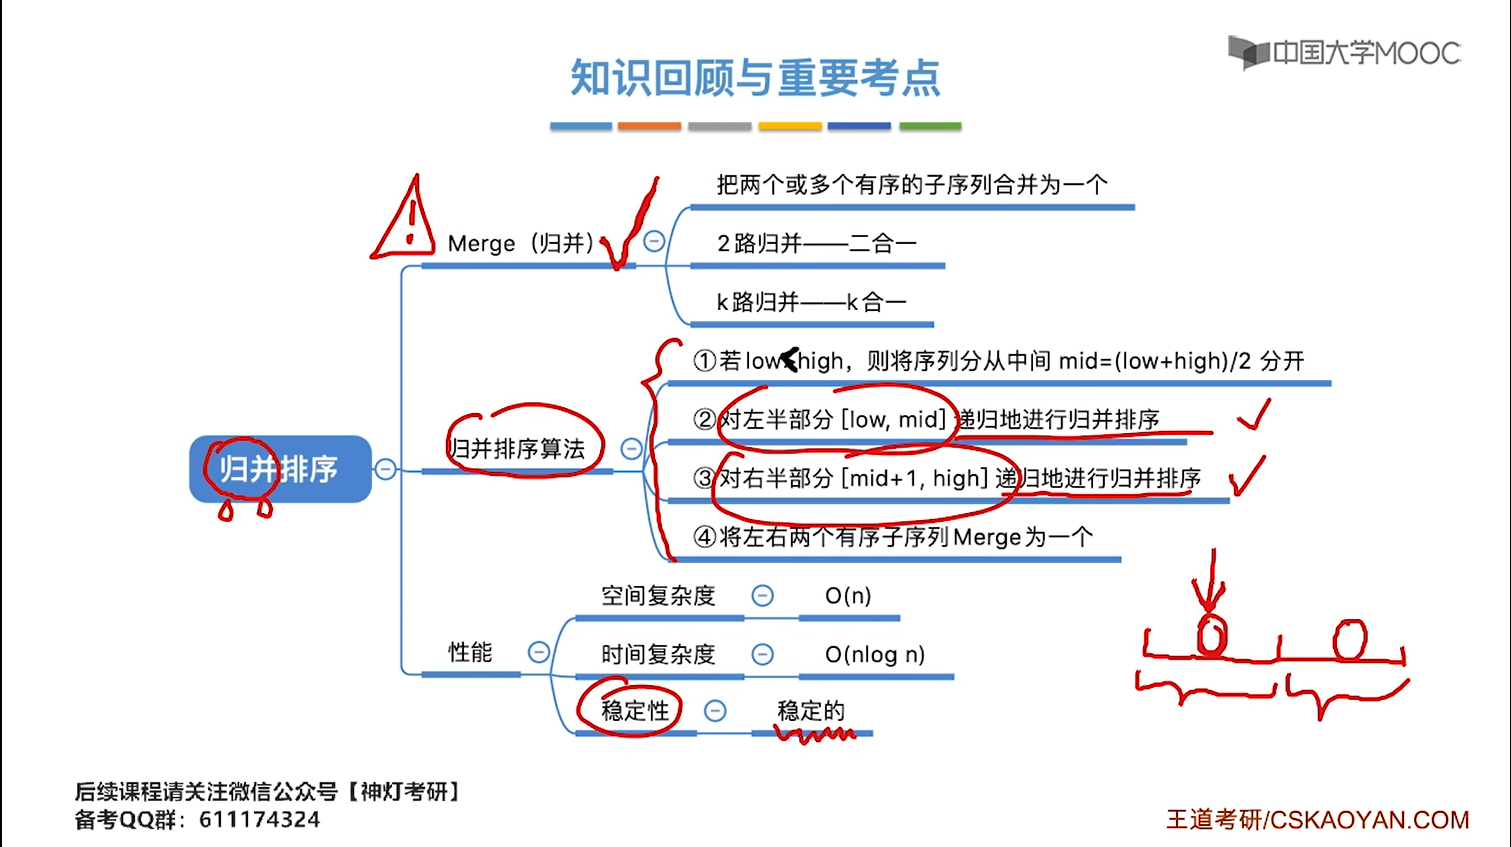 中国大学MOOC
知识回顾与重要考点
把两个或多个有序的子序列合并为一个
Merge（归并）
2路归并——二合一
k路归并——k合一
①若low<high，则将序列分从中间 mid=(low+high)/2 分开
②对左半部分 [low, mid] 递归地进行归并排序
归并排序算法
归并排序
③对右半部分 [mid+1, high] 递归地进行归并排序
④将左右两个有序子序列Merge为一个
空间复杂度
O(n)
性能
时间复杂度
O(nlog n)
稳定性
稳定的
后续课程请关注微信公众号【神灯考研】
备考QQ群：611174324
王道考研/CSKAOYAN.COM